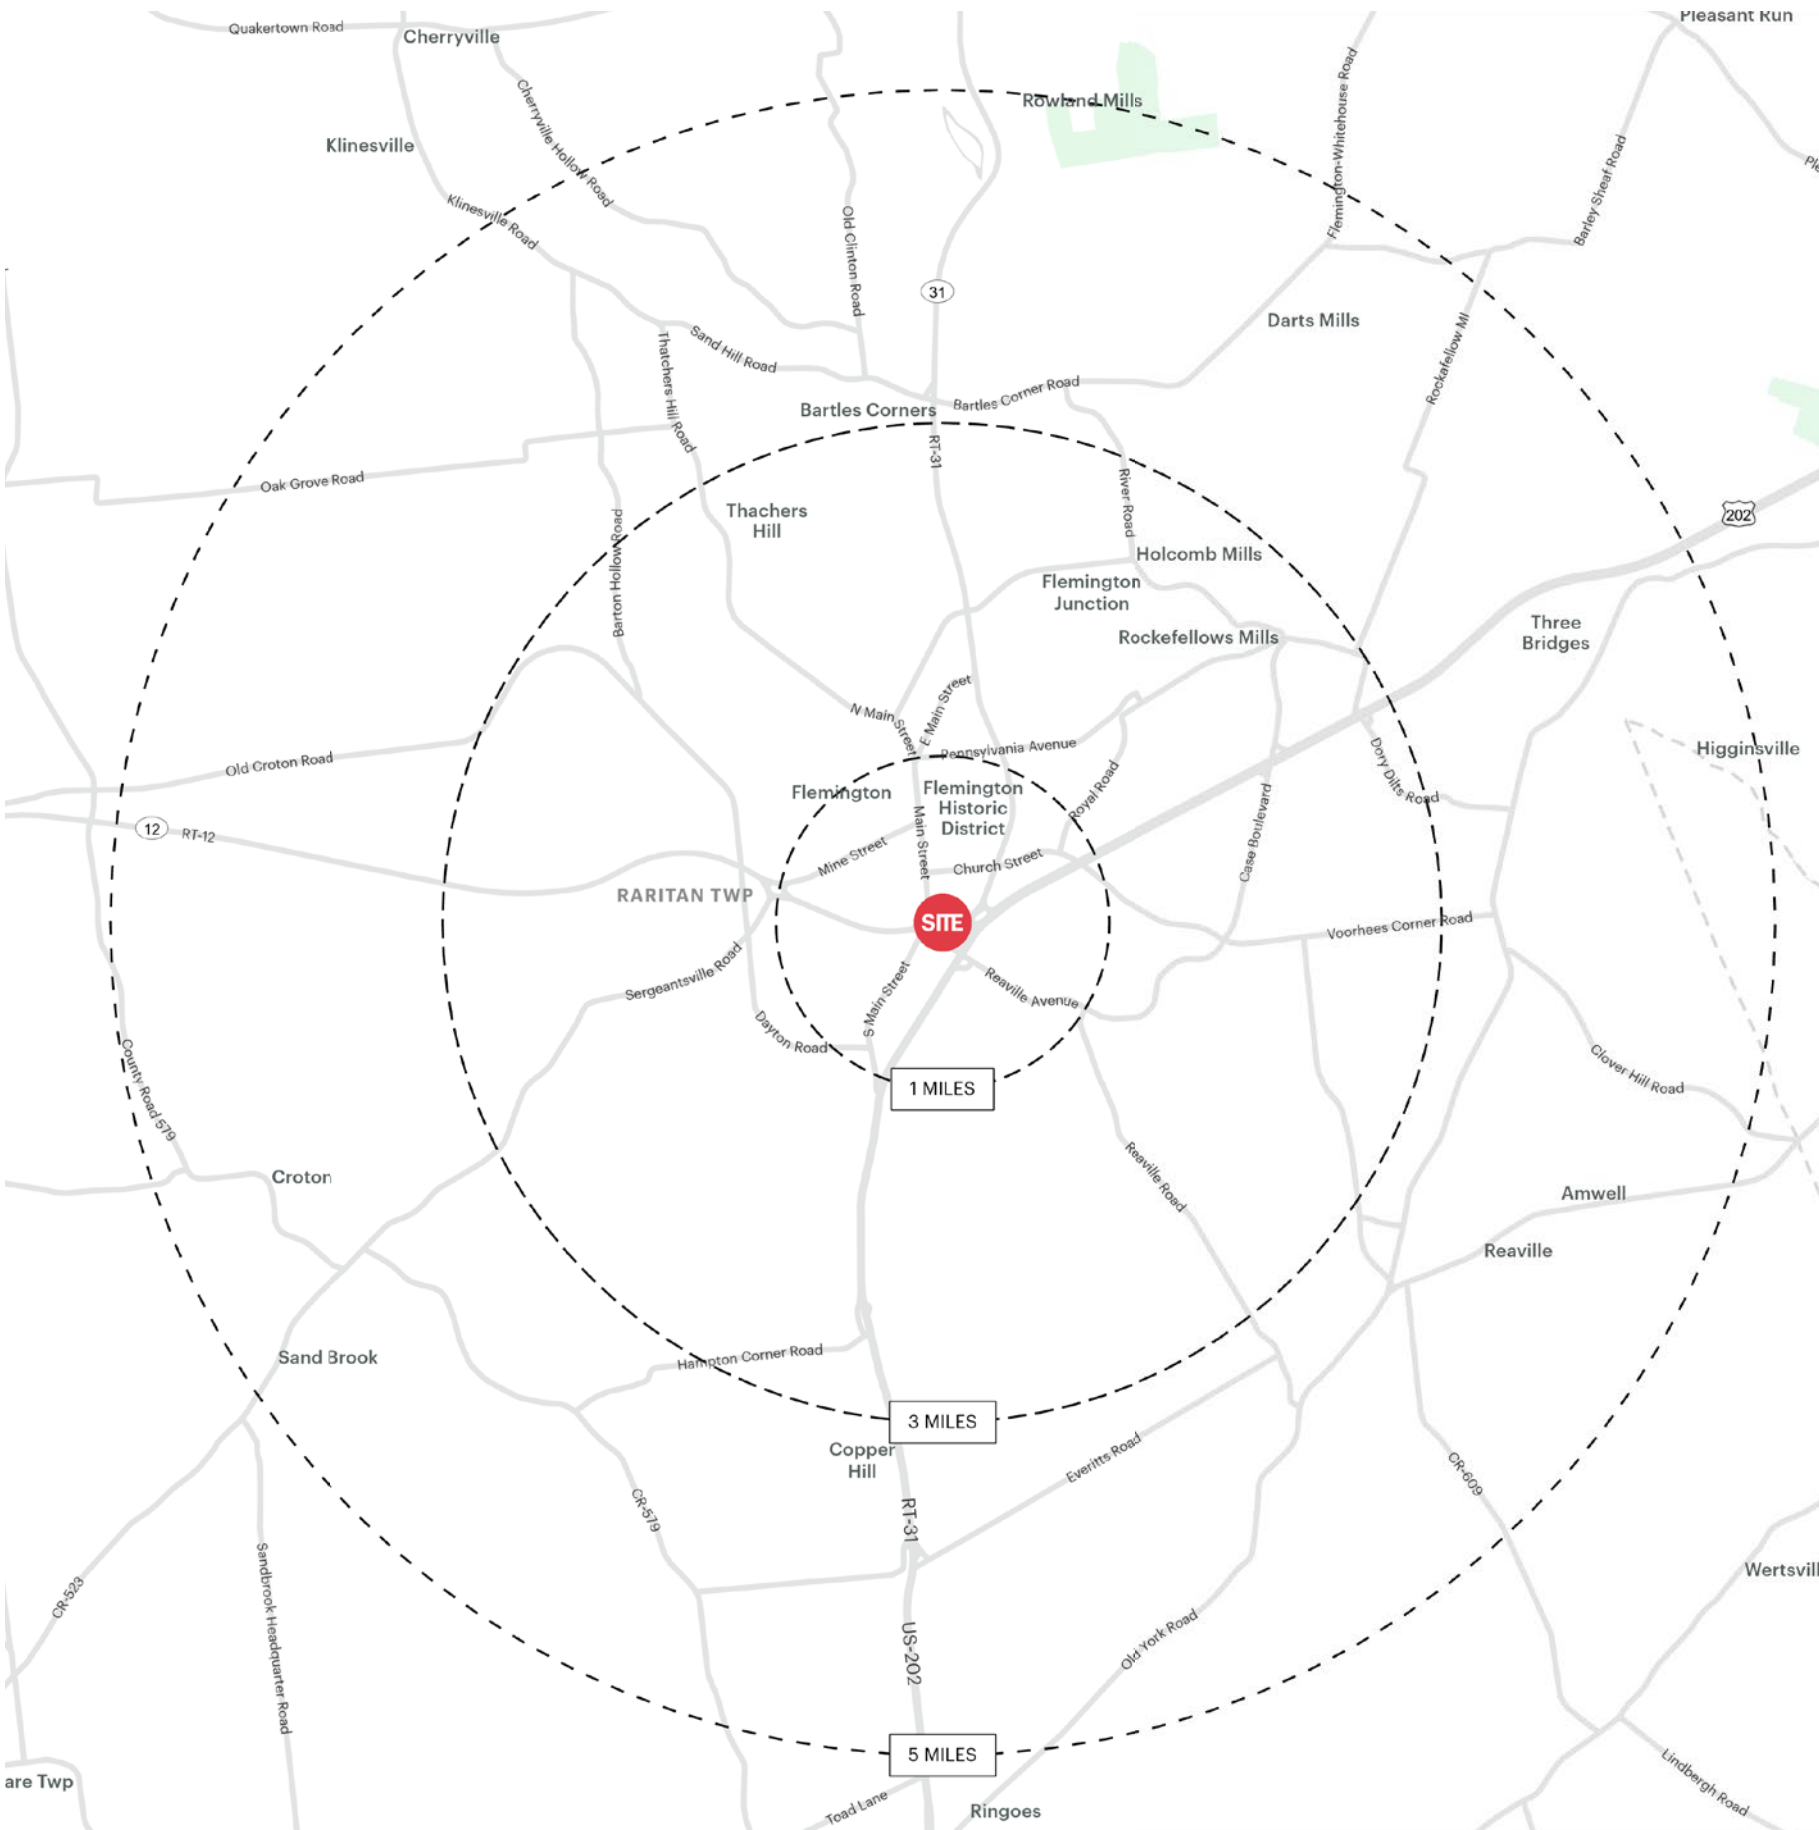 Pleasant Run
Quakertown Road
Cherryville
Cherryville Hollow Road
Flemington-Whitehouse Road
Rowland Mills
Klinesville
Barley Sheaf Road
Klinesville Road
Old Clinton Road
31
Darts Mills
Sand Hill Road
Thatchers Hill Road
Rockafellow Ml
Bartles Corner Road
Bartles Corners
RT-31
Oak Grove Road
River Road
Thachers
Hill
202
Barton Hollow Road
Holcomb Mills
Flemington
Junction
Rockefellows Mills
Three
Bridges
N Main Street
E Main Street
Pennsylvania Avenue
Higginsville
Old Croton Road
Dory Dilts Road
Royal Road
Flemington
Flemington
Historic
District
Case Boulevard
12
RT-12
Main Street
Mine Street
Church Street
RARITAN TWP
SITE
Voorhees Corner Road
Sergeantsville Road
S Main Street
Reaville Avenue
Dayton Road
County Road 579
Clover Hill Road
1 MILES
Croton
Reaville Road
Amwell
Reaville
Sand Brook
Hampton Corner Road
3 MILES
Copper
Hill
Everitts Road
CR-609
CR-579
RT-31
Wertsvill
CR-523
Sandbrook Headquarter Road
US-202
Old York Road
5 MILES
are Twp
Lindbergh Road
Toad Lane
Ringoes